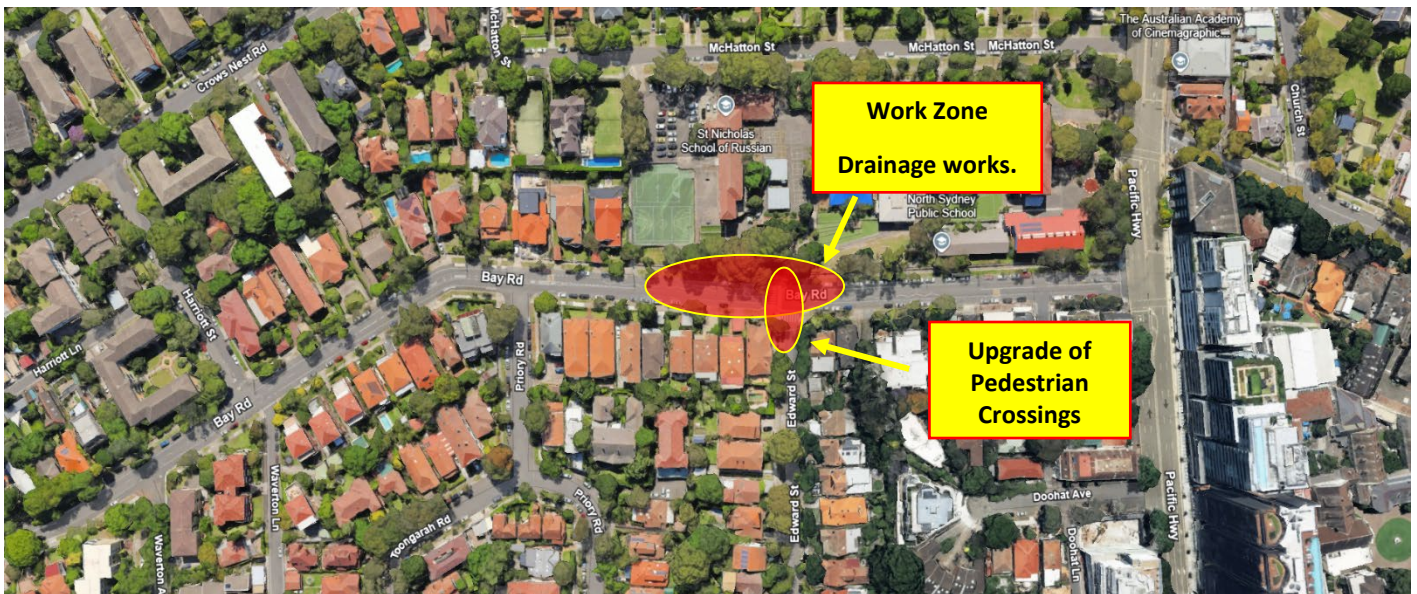 McHatton St
Crows Nest Rd
McHatton St
McHatton St
McHatton St
The Australian Academy
of Cinemagraphic...
Church St
St Nicholas
School of Russian
Work Zone
Drainage works.
North Sydney
Public School
Pacific Hwy
Bay Rd
Bay Rd
Harriott St
Harriott Ln
Priory Rd
Edward St
Upgrade of
Pedestrian
Crossings
Bay Rd
Waverton Ln
Toongarah Rd
Priory Rd
Edward St
Doohat Ave
Doohat Ln
Pacific Hwy
Waverton A